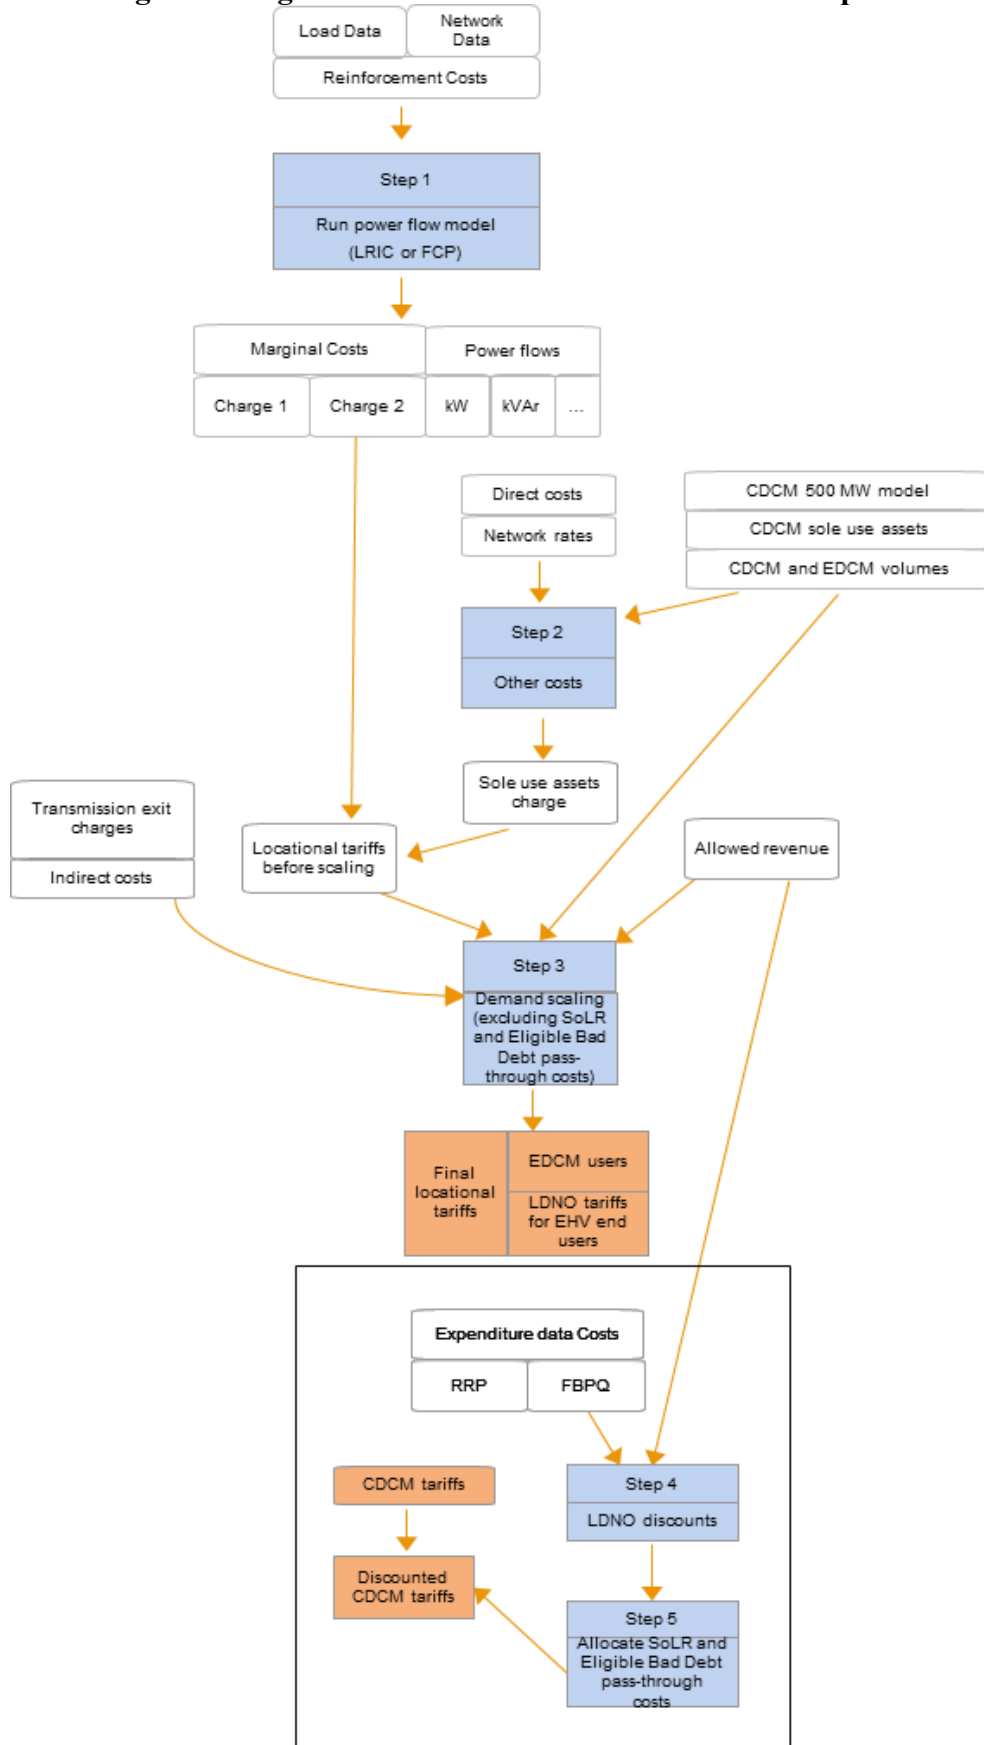 Load Data
Network
Data
Reinforcement Costs
Step 1
Run power flow model
(LRIC or FCP)
Marginal Costs
Power flows
Charge 1
Charge 2
kW
kVAr
...
Direct costs
Network rates
CDCM 500 MW model
CDCM sole use assets
CDCM and EDCM volumes
Step 2
Other costs
Sole use assets
charge
Transmission exit
charges
Indirect costs
Locational tariffs
before scaling
Allowed revenue
Step 3
Demand scaling
(excluding SoLR
and Eligible Bad
Debt pass-
through costs)
Final
locational
tariffs
EDCM users
LDNO tariffs
for EHV end
users
Expenditure data Costs
RRP
FBPQ
CDCM tariffs
Step 4
LDNO discounts
Discounted
CDCM tariffs
Step 5
Allocate SoLR and
Eligible Bad Debt
pass-through
costs